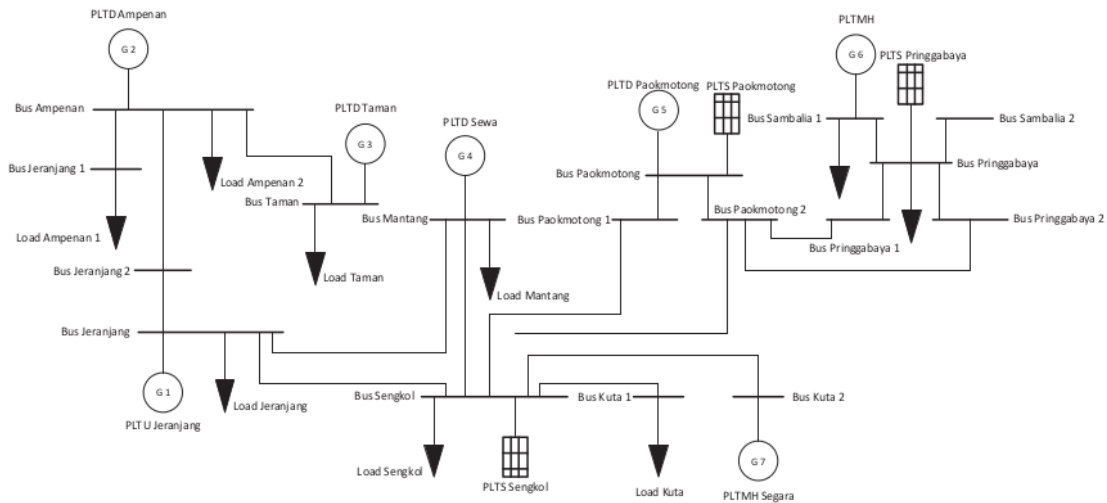 PLTD Ampenan
G 2
Bus Ampenan
Bus Jeranjang 1
Load Ampenan 1
Load Ampenan 2
PLTD Taman
G 3
Bus Taman
Load Taman
Bus Jeranjang 2
Bus Jeranjang
G 1
PLTU Jeranjang
Load Jeranjang
PLTD Sewa
G 4
Bus Mantang
Load Mantang
PLTD Paokmotong
G 5
PLTS Paokmotong
Bus Paokmotong
Bus Paokmotong 1
Bus Paokmotong 2
PLTMH
G 6
PLTS Pringgabaya
Bus Sambalia 1
Bus Sambalia 2
Bus Pringgabaya
Bus Pringgabaya 1
Bus Pringgabaya 2
Bus Sengkol
Load Sengkol
PLTS Sengkol
Bus Kuta 1
Load Kuta
Bus Kuta 2
G 7
PLTMH Segara